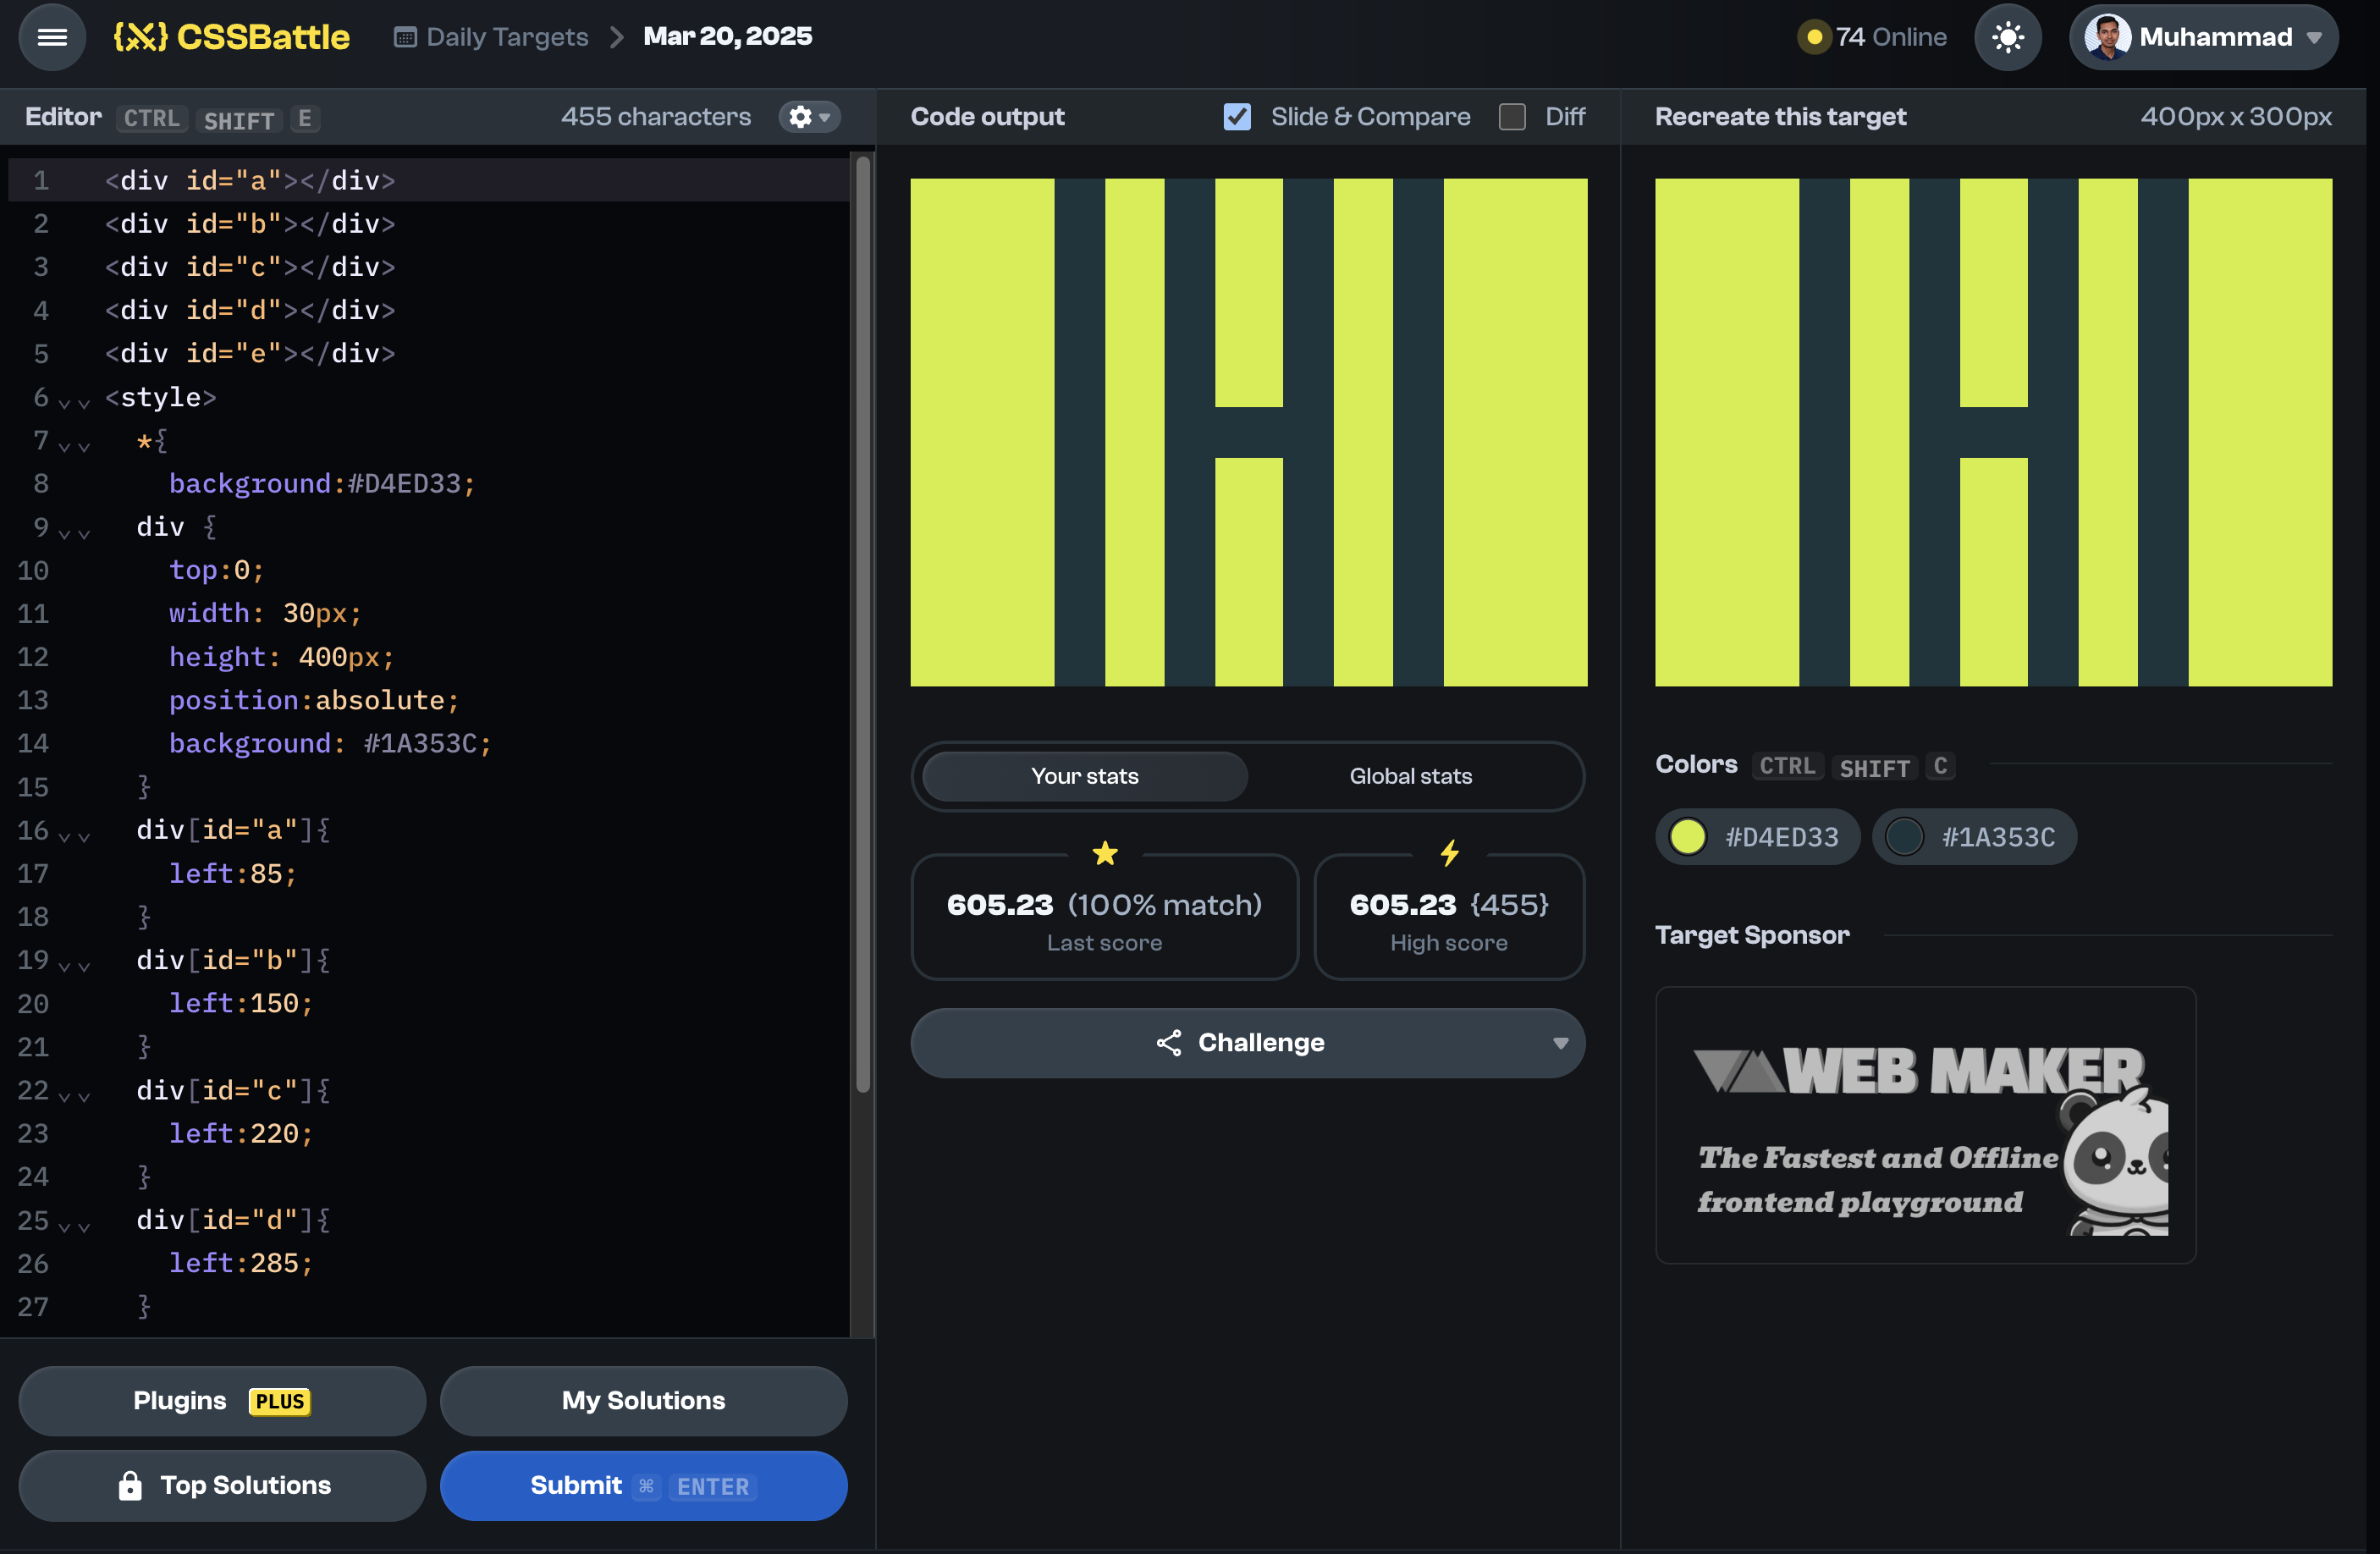 {X} CSSBattle
Daily Targets > Mar 20, 2025
74 Online
Muhammad
Editor CTRL SHIFT E
455 characters
1 <div id="a"></div>
2 <div id="b"></div>
3 <div id="c"></div>
4 <div id="d"></div>
5 <div id="e"></div>
6 <style>
7 *{
8 background:#D4ED33;
9 div {
10 top:0;
11 width: 30px;
12 height: 400px;
13 position:absolute;
14 background: #1A353C;
15 }
16 div[id="a"]{
17 left:85;
18 }
19 div[id="b"]{
20 left:150;
21 }
22 div[id="c"]{
23 left:220;
24 }
25 div[id="d"]{
26 left:285;
27 }
Plugins PLUS
My Solutions
Top Solutions
Submit ⌘ ENTER
Code output
Slide & Compare
Diff
Your stats
Global stats
605.23 (100% match)
Last score
605.23 {455}
High score
Challenge
Recreate this target
400px x 300px
Colors CTRL SHIFT C
#D4ED33
#1A353C
Target Sponsor
WEB MAKER
The Fastest and Offline
frontend playground